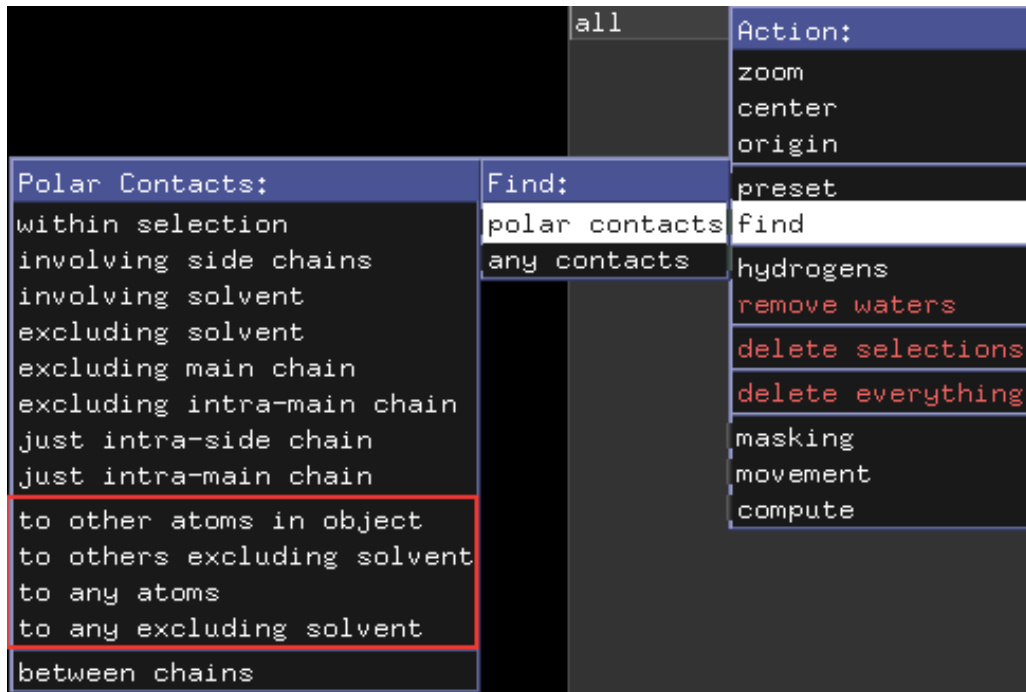 all
Action:
zoom
center
origin
preset
find
hydrogens
remove waters
delete selections
delete everything
masking
movement
compute
Find:
polar contacts
any contacts
Polar Contacts:
within selection
involving side chains
involving solvent
excluding solvent
excluding main chain
excluding intra-main chain
just intra-side chain
just intra-main chain
to other atoms in object
to others excluding solvent
to any atoms
to any excluding solvent
between chains